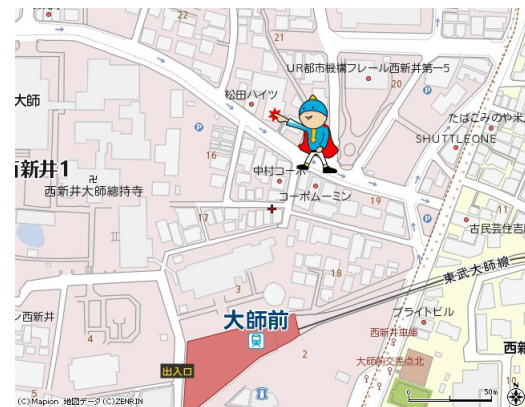 22
21
UR都市機構フレール西新井第一5
20
大師
松田ハイツ
たばこみのや米
SHUTTLEONE
16
西新井1
卍
西新井大師總持寺
中村コーポ
コーポムーミン
19
17
11
古民芸住吉
18
東武大師線
3
大師前
ブライトビル
ン西新井
西新井車庫
西新
2
大師前交差点北
4
出入口
5
50m
(C)Mapion 地図データ(C)ZENRIN